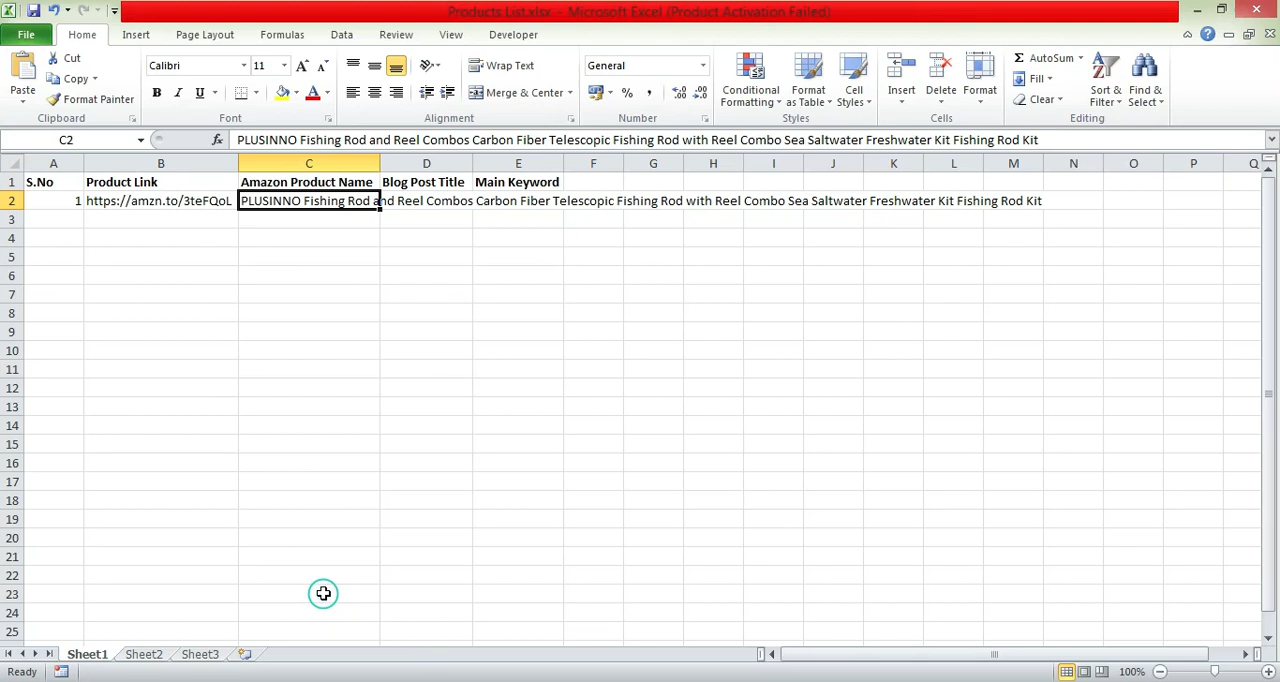 Products List.xlsx - Microsoft Excel (Product Activation Failed)
File Home Insert Page Layout Formulas Data Review View Developer
Paste
Cut
Copy
Format Painter
Clipboard
Calibri 11
B I U
Font
Wrap Text
Merge & Center
Alignment
General
%
Number
Conditional Formatting
Format as Table
Cell Styles
Styles
Insert
Delete
Format
Cells
AutoSum
Fill
Clear
Sort & Filter
Find & Select
Editing
C2 fx PLUSINNO Fishing Rod and Reel Combos Carbon Fiber Telescopic Fishing Rod with Reel Combo Sea Saltwater Freshwater Kit Fishing Rod Kit
A B C D E F G H I J K L M N O P Q
1 S.No Product Link Amazon Product Name Blog Post Title Main Keyword
2 1 https://amzn.to/3teFQoL PLUSINNO Fishing Rod and Reel Combos Carbon Fiber Telescopic Fishing Rod with Reel Combo Sea Saltwater Freshwater Kit Fishing Rod Kit
3
4
5
6
7
8
9
10
11
12
13
14
15
16
17
18
19
20
21
22
23
24
25
Sheet1 Sheet2 Sheet3
Ready 100%